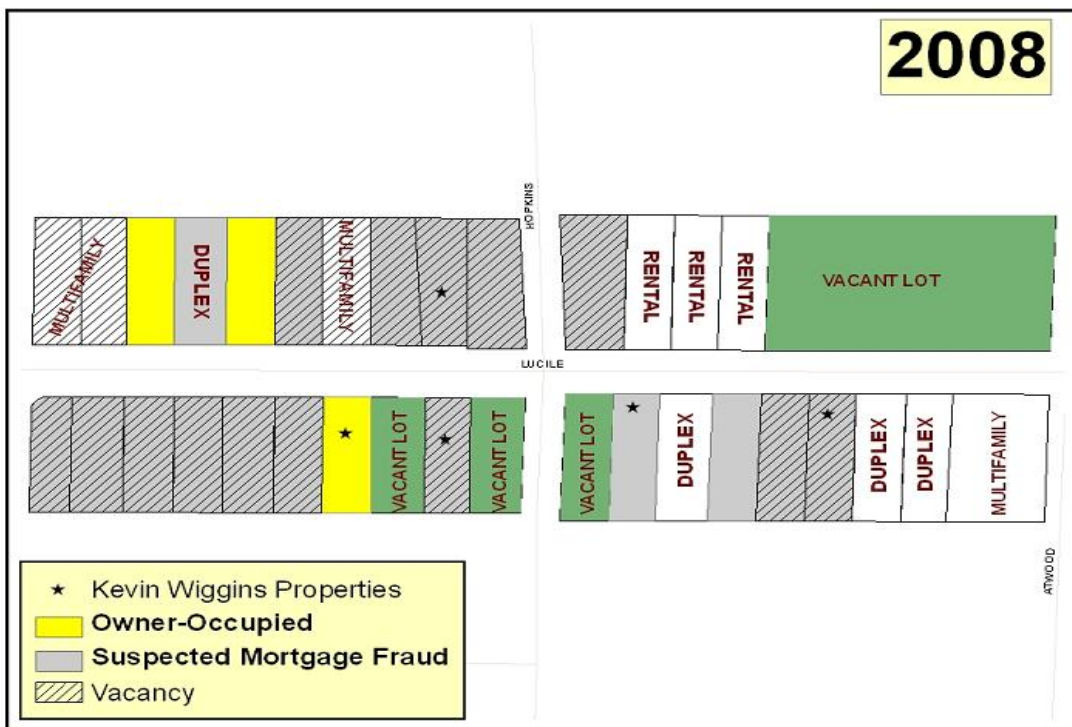 2008
HOPKINS
MULTIFAMILY
DUPLEX
MULTIFAMILY
RENTAL
RENTAL
RENTAL
VACANT LOT
LUCILE
VACANT LOT
VACANT LOT
VACANT LOT
DUPLEX
DUPLEX
DUPLEX
MULTIFAMILY
ATWOOD
Kevin Wiggins Properties
Owner-Occupied
Suspected Mortgage Fraud
Vacancy